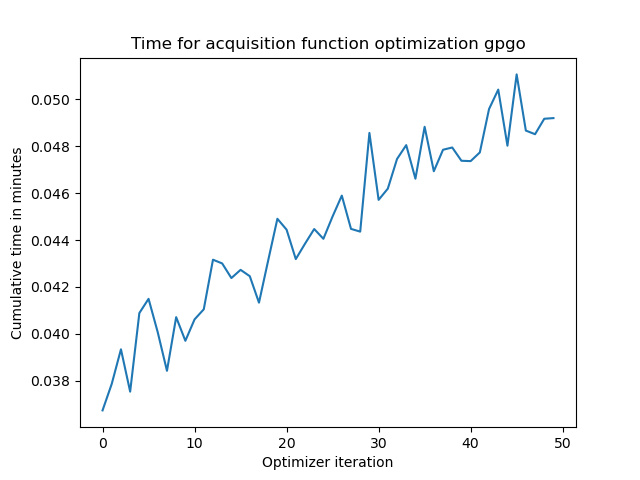 Time for acquisition function optimization gpgo
Cumulative time in minutes
0.050
0.048
0.046
0.044
0.042
0.040
0.038
0 10 20 30 40 50
Optimizer iteration